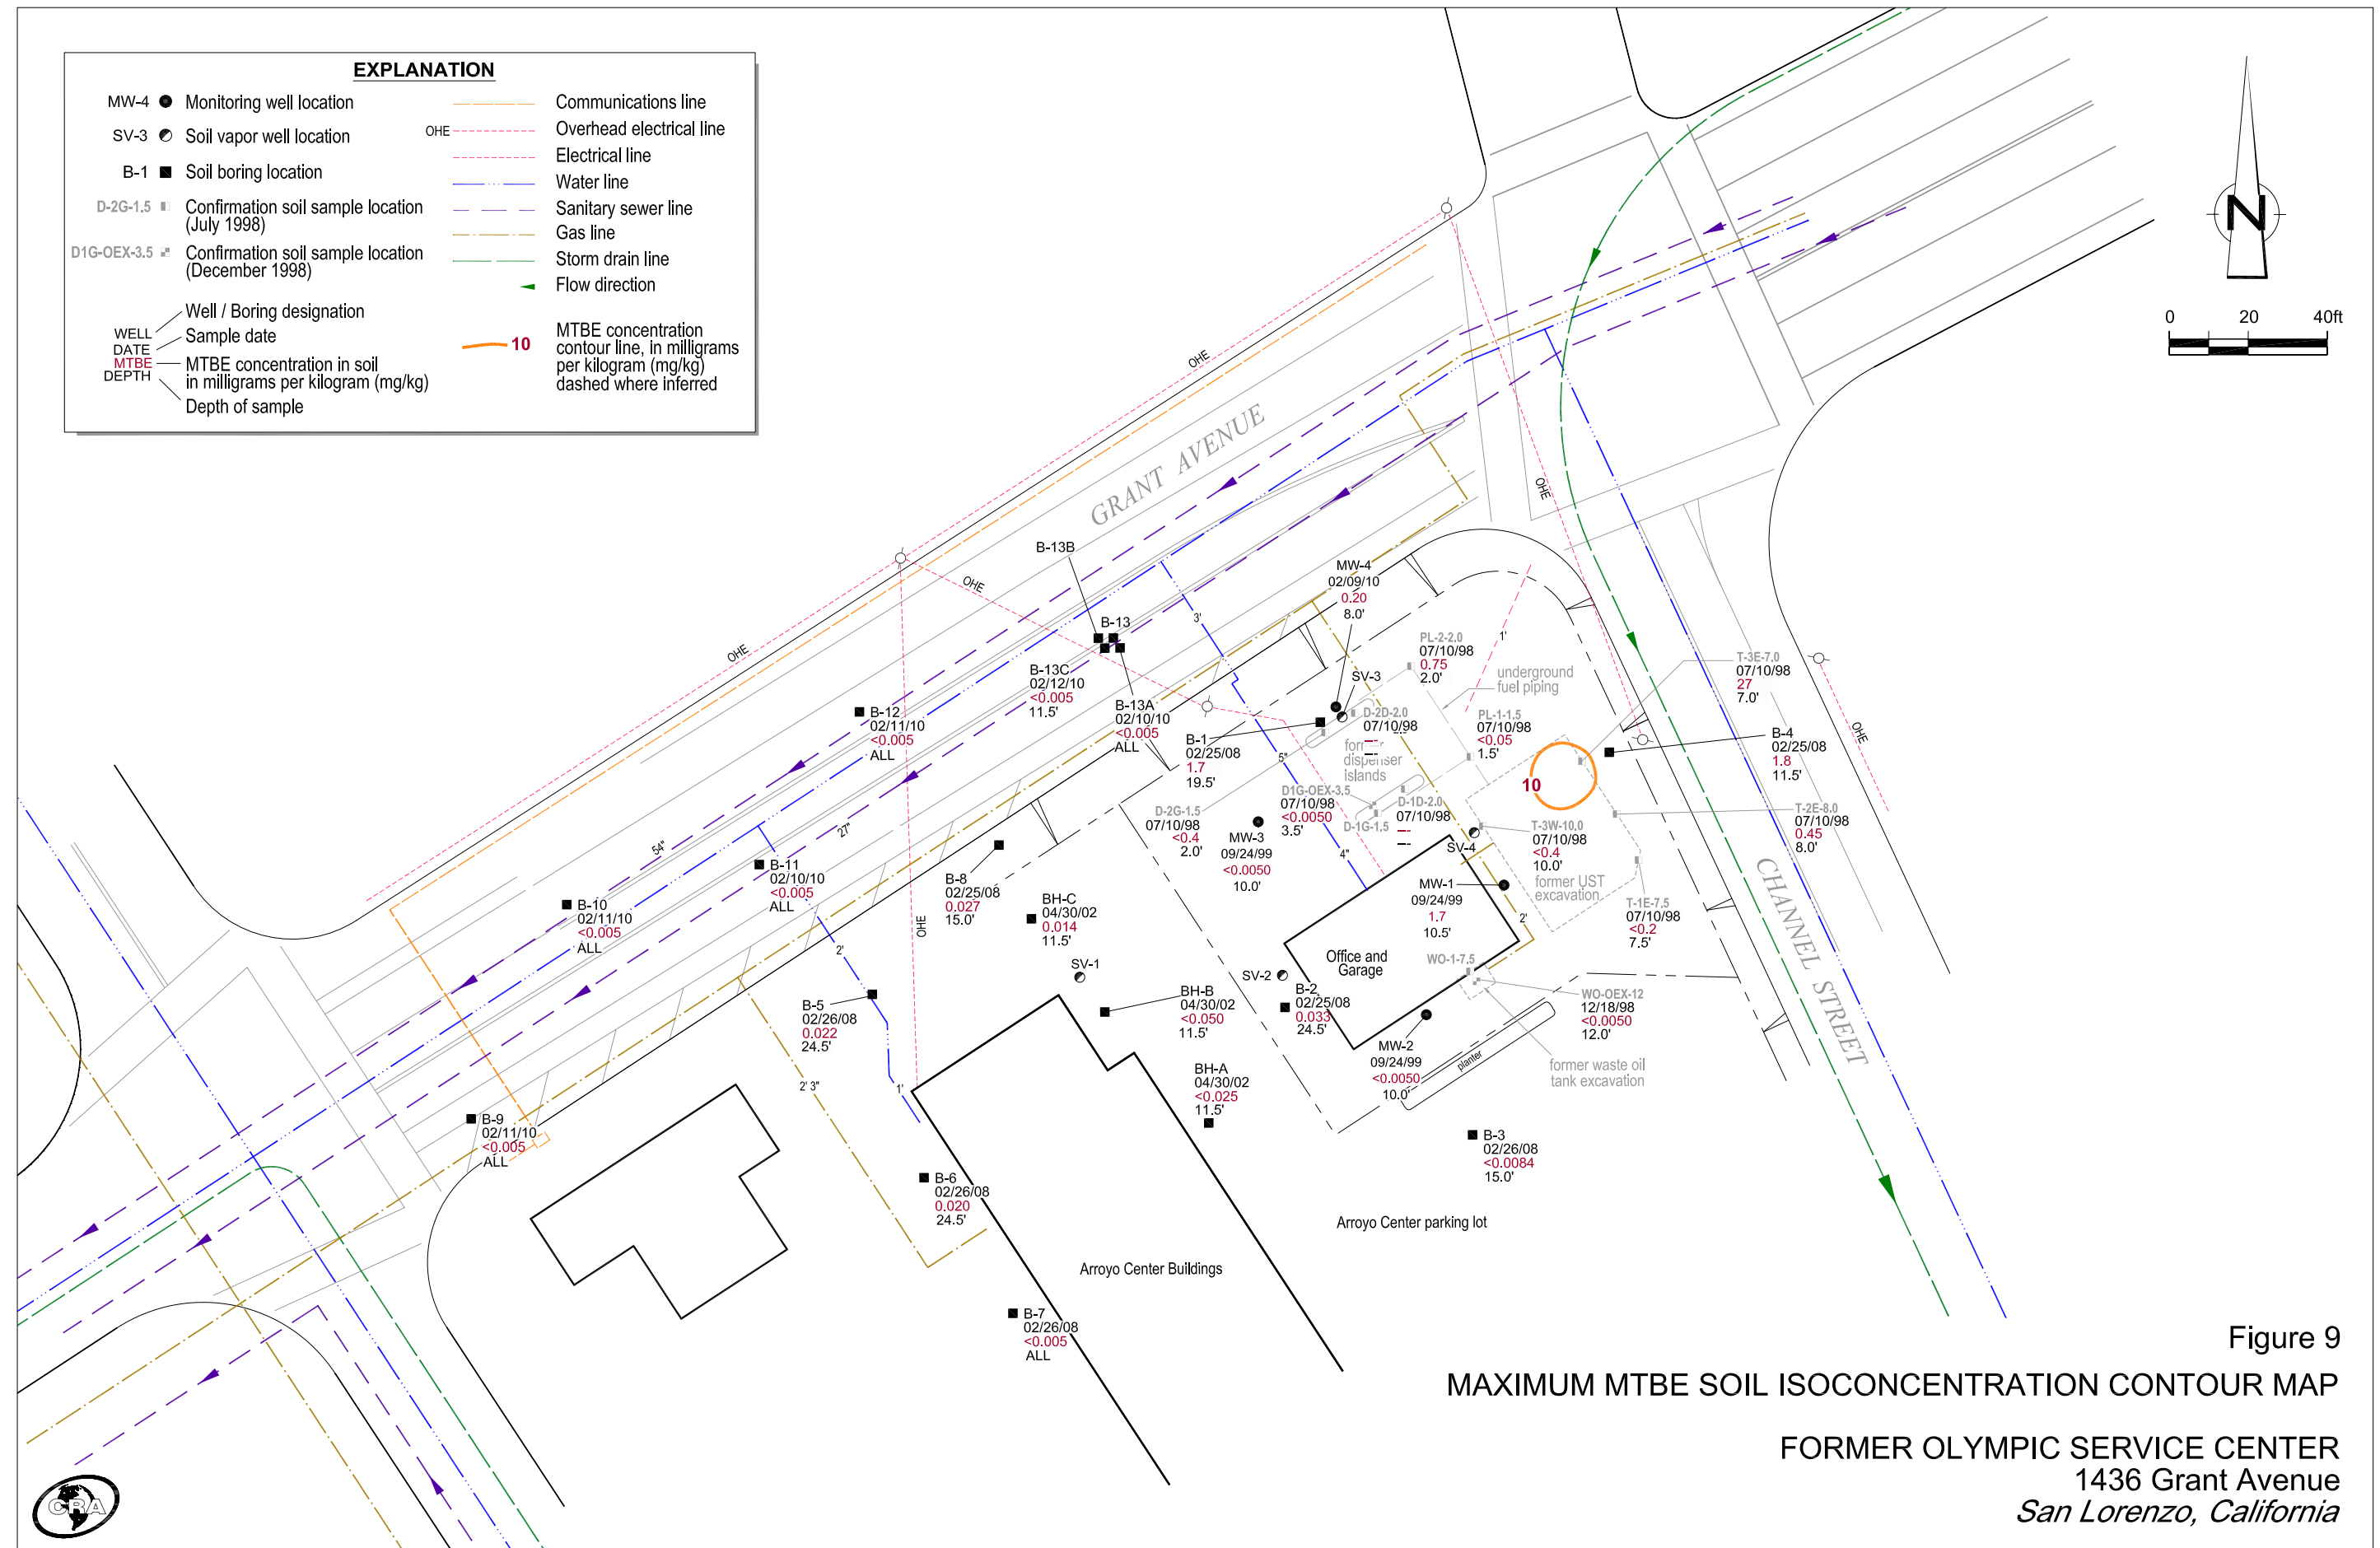 EXPLANATION
MW-4 Monitoring well location
SV-3 Soil vapor well location
B-1 Soil boring location
D-2G-1.5 Confirmation soil sample location
(July 1998)
D1G-OEX-3.5 Confirmation soil sample location
(December 1998)
Well / Boring designation
WELL
Sample date
DATE
MTBE
MTBE concentration in soil
in milligrams per kilogram (mg/kg)
DEPTH
Depth of sample
Communications line
OHE Overhead electrical line
Electrical line
Water line
Sanitary sewer line
Gas line
Storm drain line
Flow direction
10
MTBE concentration
contour line, in milligrams
per kilogram (mg/kg)
dashed where inferred
N
0 20 40ft
GRANT AVENUE
CHANNEL STREET
OHE
OHE
OHE
OHE
OHE
OHE
OHE
B-13B
B-13
B-13C
02/12/10
<0.005
11.5'
B-13A
02/10/10
<0.005
ALL
MW-4
02/09/10
0.20
8.0'
SV-3
PL-2-2.0
07/10/98
0.75
2.0'
1'
3'
underground
fuel piping
T-3E-7.0
07/10/98
27
7.0'
B-12
02/11/10
<0.005
ALL
B-1
02/25/08
1.7
19.5'
D-2D-2.0
07/10/98
---
---
former
dispenser
islands
PL-1-1.5
07/10/98
<0.05
1.5'
10
B-4
02/25/08
1.8
11.5'
5"
D1G-OEX-3.5
07/10/98
<0.0050
3.5'
D-1D-2.0
07/10/98
---
---
D-1G-1.5
D-2G-1.5
07/10/98
<0.4
2.0'
MW-3
09/24/99
<0.0050
10.0'
4"
SV-4
T-3W-10.0
07/10/98
<0.4
10.0'
T-2E-8.0
07/10/98
0.45
8.0'
former UST
excavation
54"
27"
B-11
02/10/10
<0.005
ALL
B-10
02/11/10
<0.005
ALL
B-8
02/25/08
0.027
15.0'
BH-C
04/30/02
0.014
11.5'
MW-1
09/24/99
1.7
10.5'
2'
T-1E-7.5
07/10/98
<0.2
7.5'
2'
SV-1
SV-2
Office and
Garage
WO-1-7.5
B-5
02/26/08
0.022
24.5'
BH-B
04/30/02
<0.050
11.5'
B-2
02/25/08
0.033
24.5'
WO-OEX-12
12/18/98
<0.0050
12.0'
MW-2
09/24/99
<0.0050
10.0'
planter
former waste oil
tank excavation
2' 3"
1'
BH-A
04/30/02
<0.025
11.5'
B-9
02/11/10
<0.005
ALL
B-3
02/26/08
<0.0084
15.0'
B-6
02/26/08
0.020
24.5'
Arroyo Center parking lot
Arroyo Center Buildings
B-7
02/26/08
<0.005
ALL
Figure 9
MAXIMUM MTBE SOIL ISOCONCENTRATION CONTOUR MAP
FORMER OLYMPIC SERVICE CENTER
1436 Grant Avenue
San Lorenzo, California
CRA